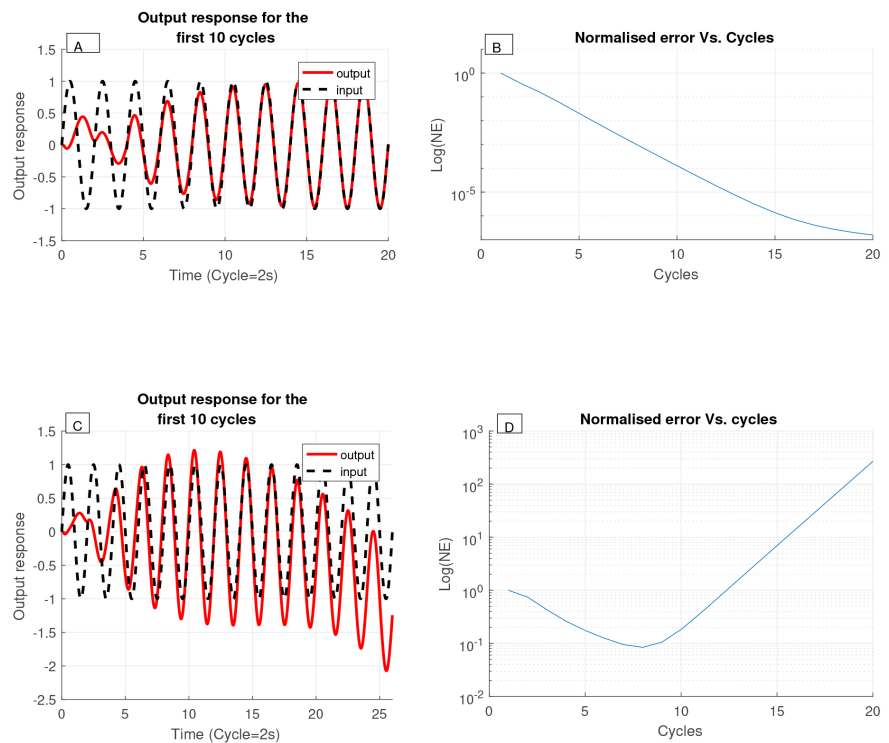 Output response for the
first 10 cycles
A
1.5
1
0.5
0
-0.5
-1
-1.5
Output response
output
input
0
5
10
15
20
Time (Cycle=2s)
Normalised error Vs. Cycles
B
10^0
10^-5
Log(NE)
0
5
10
15
20
Cycles
Output response for the
first 10 cycles
C
1.5
1
0.5
0
-0.5
-1
-1.5
-2
-2.5
Output response
output
input
0
5
10
15
20
25
Time (Cycle=2s)
Normalised error Vs. cycles
D
10^3
10^2
10^1
10^0
10^-1
10^-2
Log(NE)
0
5
10
15
20
Cycles